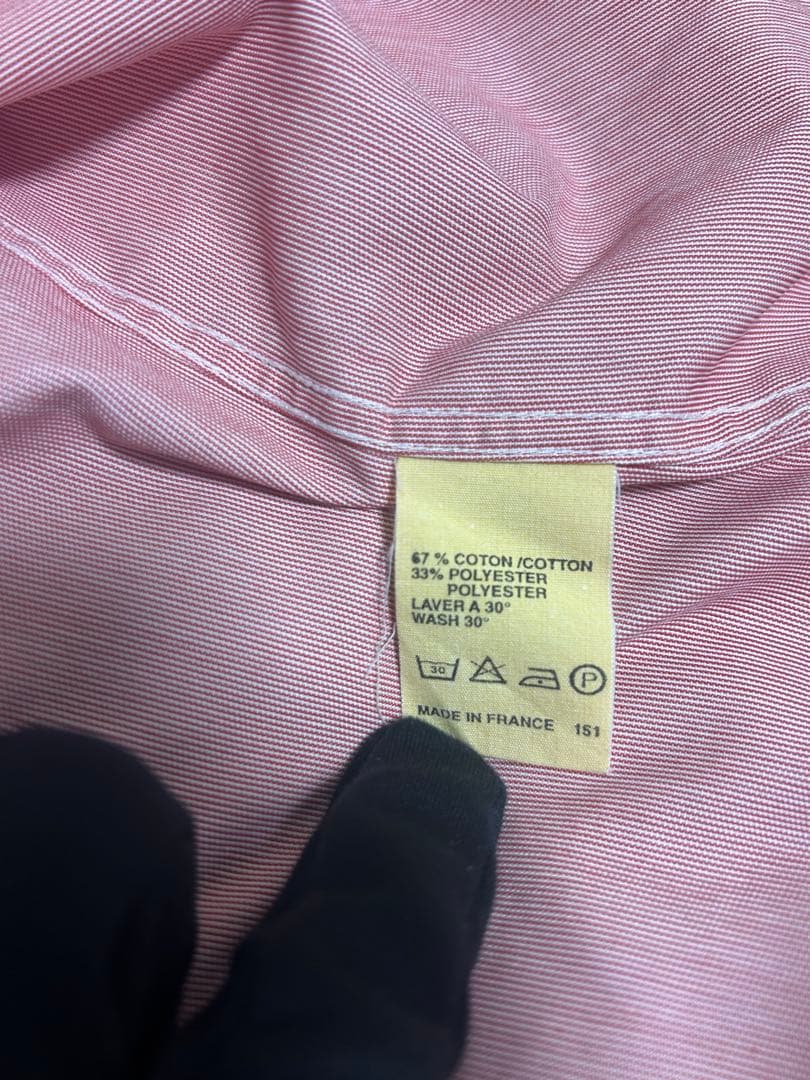 67 % COTON /COTTON
33% POLYESTER
POLYESTER
LAVER A 30°
WASH 30°
30 P
MADE IN FRANCE 151